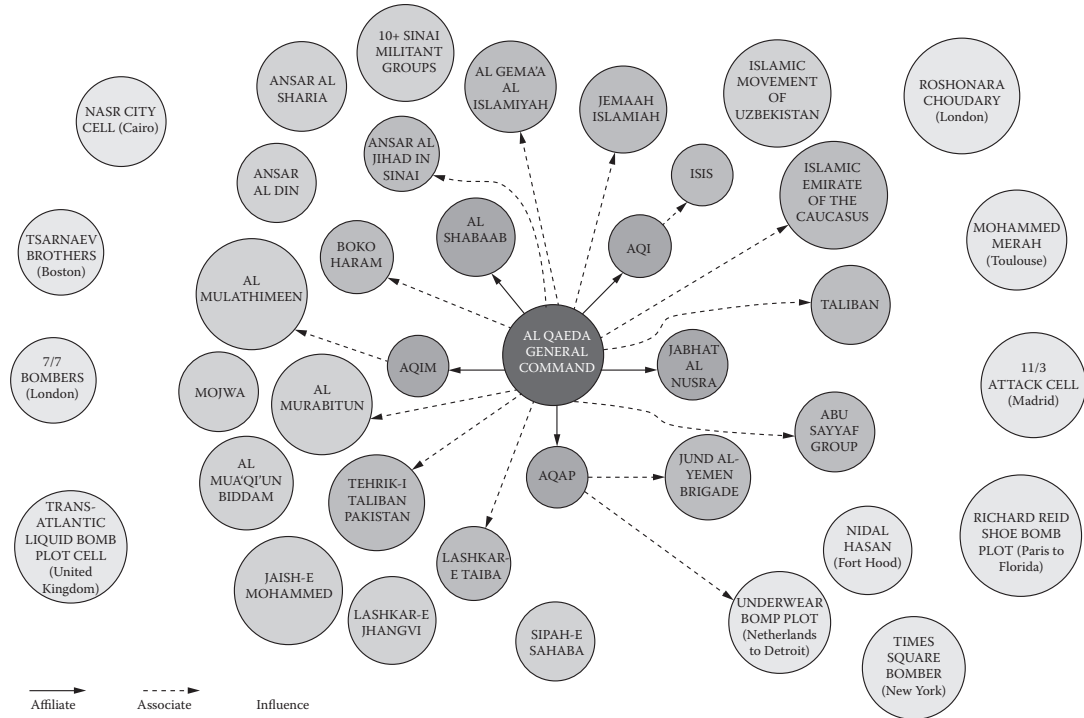 10+ SINAI
MILITANT
GROUPS
AL GEMA'A
AL
ISLAMIYAH
JEMAAH
ISLAMIAH
ISLAMIC
MOVEMENT
OF
UZBEKISTAN
ROSHONARA
CHOUDARY
(London)
ANSAR AL
SHARIA
NASR CITY
CELL (Cairo)
ANSAR AL
JIHAD IN
SINAI
ANSAR
AL DIN
ISIS
ISLAMIC
EMIRATE
OF THE
CAUCASUS
TSARNAEV
BROTHERS
(Boston)
BOKO
HARAM
AL
SHABAAB
AQI
MOHAMMED
MERAH
(Toulouse)
AL
MULATHIMEEN
TALIBAN
AL QAEDA
GENERAL
COMMAND
7/7
BOMBERS
(London)
MOJWA
AL
MURABITUN
AQIM
JABHAT
AL
NUSRA
11/3
ATTACK CELL
(Madrid)
ABU
SAYYAF
GROUP
AL
MUA'QI'UN
BIDDAM
TEHRIK-I
TALIBAN
PAKISTAN
AQAP
JUND AL-
YEMEN
BRIGADE
TRANS-
ATLANTIC
LIQUID BOMB
PLOT CELL
(United
Kingdom)
LASHKAR-
E TAIBA
NIDAL
HASAN
(Fort Hood)
RICHARD REID
SHOE BOMB
PLOT (Paris to
Florida)
JAISH-E
MOHAMMED
LASHKAR-E
JHANGVI
SIPAH-E
SAHABA
UNDERWEAR
BOMP PLOT
(Netherlands
to Detroit)
TIMES
SQUARE
BOMBER
(New York)
Affiliate
Associate
Influence